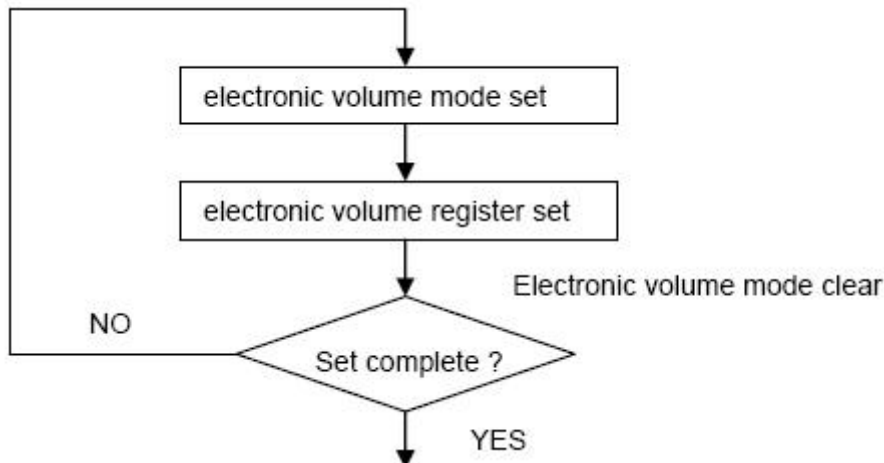 electronic volume mode set
electronic volume register set
Electronic volume mode clear
NO
Set complete ?
YES